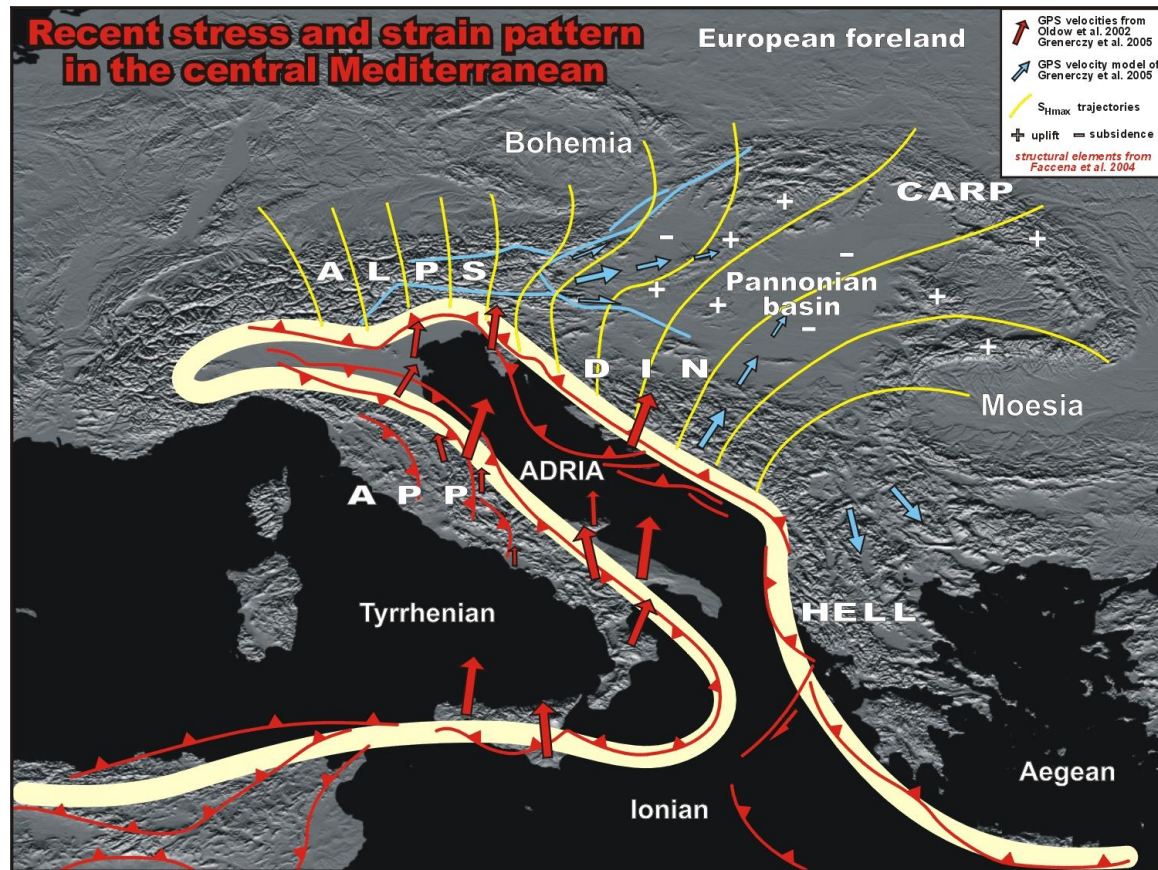 Recent stress and strain pattern
in the central Mediterranean
European foreland
GPS velocities from
Oldow et al. 2002
Grenerczy et al. 2005
GPS velocity model of
Grenerczy et al. 2005
SHmax trajectories
+ uplift - subsidence
structural elements from
Faccena et al. 2004
Bohemia
CARP
ALPS
Pannonian
basin
DIN
Moesia
ADRIA
APP
Tyrrhenian
HELL
Aegean
Ionian